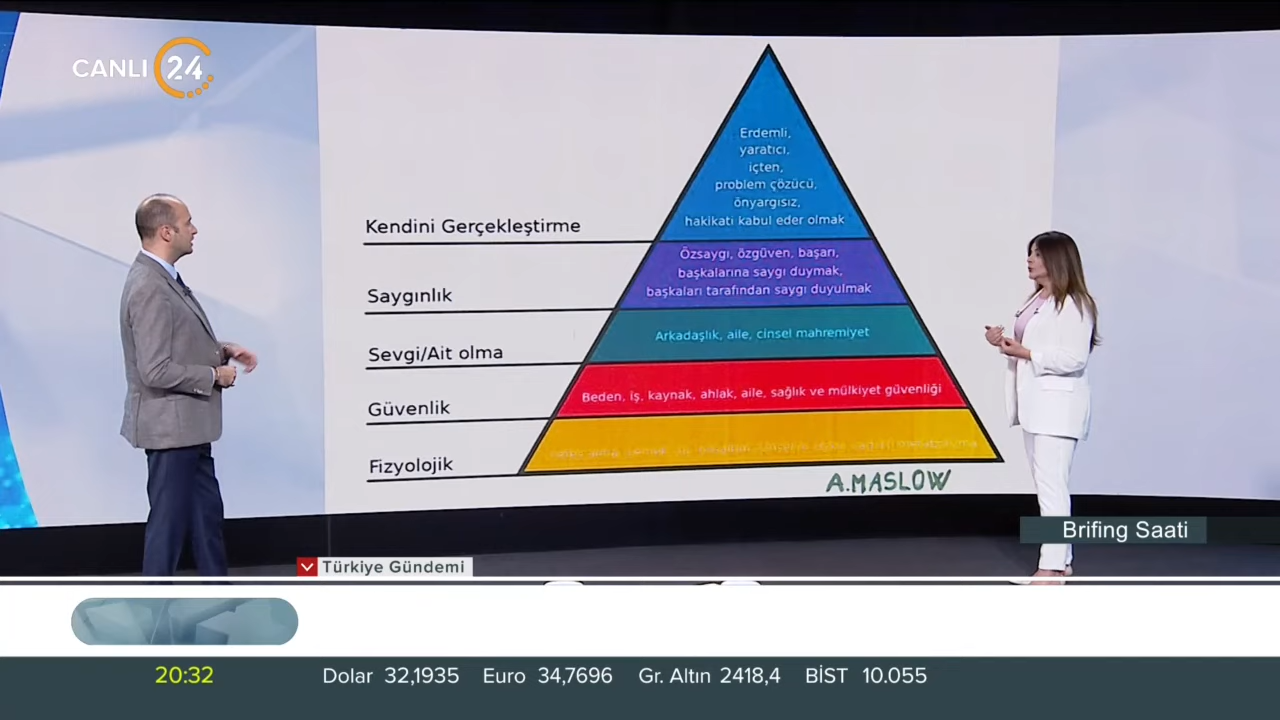 CANLI 24
Erdemli,
yaratıcı,
içten,
problem çözücü,
önyargısız,
hakikati kabul eder olmak
Kendini Gerçekleştirme
Özsaygı, özgüven, başarı,
başkalarına saygı duymak,
başkaları tarafından saygı duyulmak
Saygınlık
Arkadaşlık, aile, cinsel mahremiyet
Sevgi/Ait olma
Beden, iş, kaynak, ahlak, aile, sağlık ve mülkiyet güvenliği
Güvenlik
Fizyolojik
A.MASLOW
Brifing Saati
Türkiye Gündemi
20:32 Dolar 32,1935 Euro 34,7696 Gr. Altın 2418,4 BİST 10.055